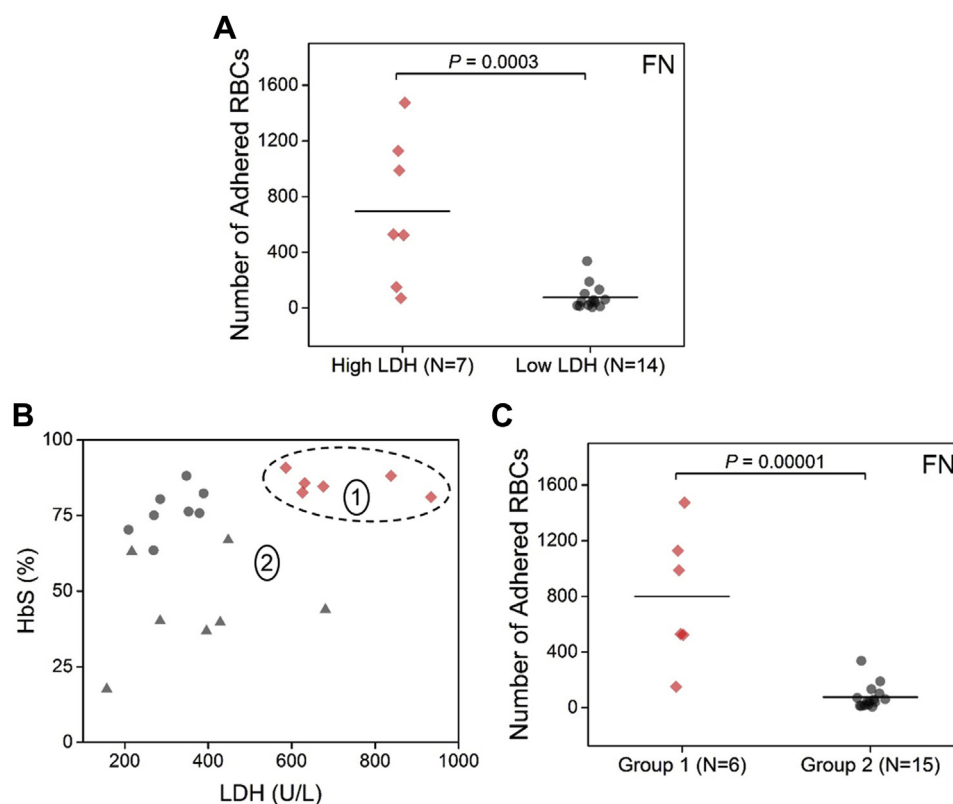 A
P = 0.0003
FN
Number of Adhered RBCs
1600
1200
800
400
0
High LDH (N=7)
Low LDH (N=14)
B
HbS (%)
100
75
50
25
0
1
2
200
400
600
800
1000
LDH (U/L)
C
P = 0.00001
FN
Number of Adhered RBCs
1600
1200
800
400
0
Group 1 (N=6)
Group 2 (N=15)